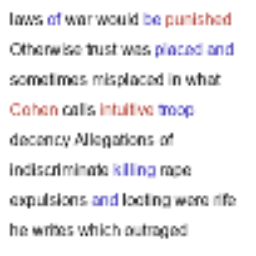 laws of war would be punished
Otherwise trust was placed and
sometimes misplaced in what
Cohen calls intuitive troop
decency Allegations of
indiscriminate killing rape
expulsions and looting were rife
he writes which outraged